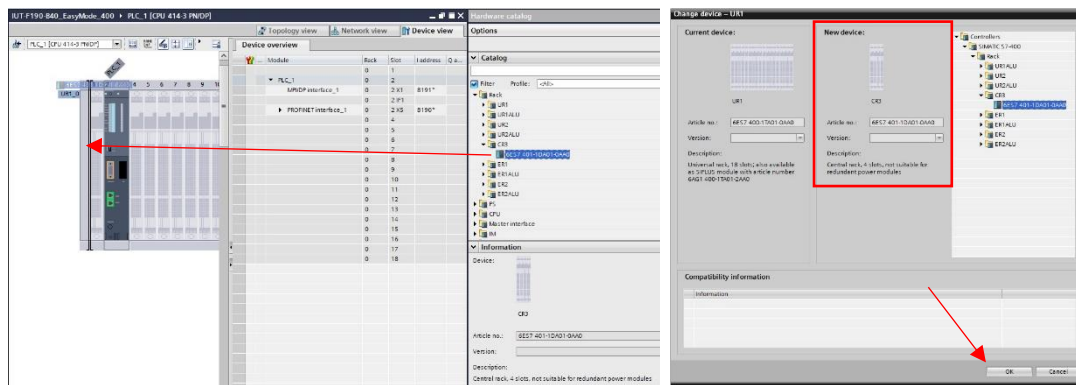 IUT-F190-B40_EasyMode_400 ▸ PLC_1 [CPU 414-3 PN/DP]
Topology view
Network view
Device view
PLC_1 [CPU 414-3 PN/DP]
PLC_1
4 5 6 7 8 9
Device overview
Module Rack Slot I address Q a...
0 1
PLC_1 0 2
MPI/DP interface_1 0 2 X1 8191*
0 2 IF1
PROFINET interface_1 0 2 X5 8190*
0 4
0 5
0 6
0 7
0 8
0 9
0 10
0 11
0 12
0 13
0 14
0 15
0 16
0 17
0 18
Hardware catalog
Options
Catalog
Filter Profile: <All>
Rack
UR1
UR1ALU
UR2
UR2ALU
CR3
6ES7 401-1DA01-0AA0
ER1
ER1ALU
ER2
ER2ALU
PS
CPU
Master interface
IM
Information
Device:
CR3
Article no.: 6ES7 401-1DA01-0AA0
Version:
Description:
Central rack, 4 slots, not suitable for redundant power modules
Change device – UR1
Current device:
UR1
Article no.: 6ES7 400-1TA01-0AA0
Version:
Description:
Universal rack, 18 slots; also available
as SIPLUS module with article number
6AG1 400-1TA01-2AA0
New device:
CR3
Article no.: 6ES7 401-1DA01-0AA0
Version:
Description:
Central rack, 4 slots, not suitable for
redundant power modules
Controllers
SIMATIC S7-400
Rack
UR1ALU
UR2
UR2ALU
CR3
6ES7 401-1DA01-0AA0
ER1
ER1ALU
ER2
ER2ALU
Compatibility information
Information
OK Cancel